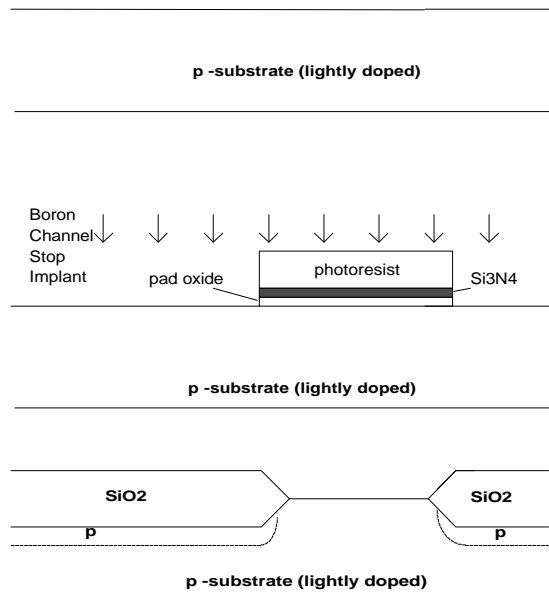 p -substrate (lightly doped)
Boron
Channel
Stop
Implant
photoresist
pad oxide
Si3N4
p -substrate (lightly doped)
SiO2
SiO2
p
p
p -substrate (lightly doped)